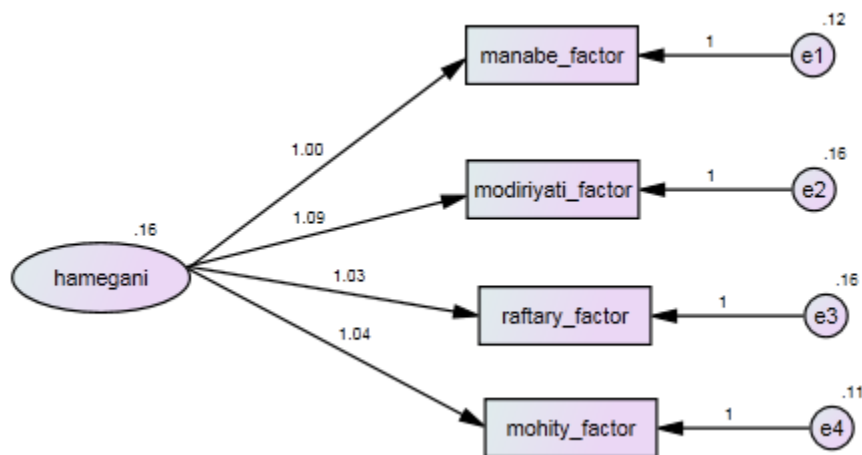 .12
manabe_factor
1
e1
1.00
.16
modiriyati_factor
1
e2
1.09
.16
hamegani
1.03
.16
raftary_factor
1
e3
1.04
.11
mohity_factor
1
e4